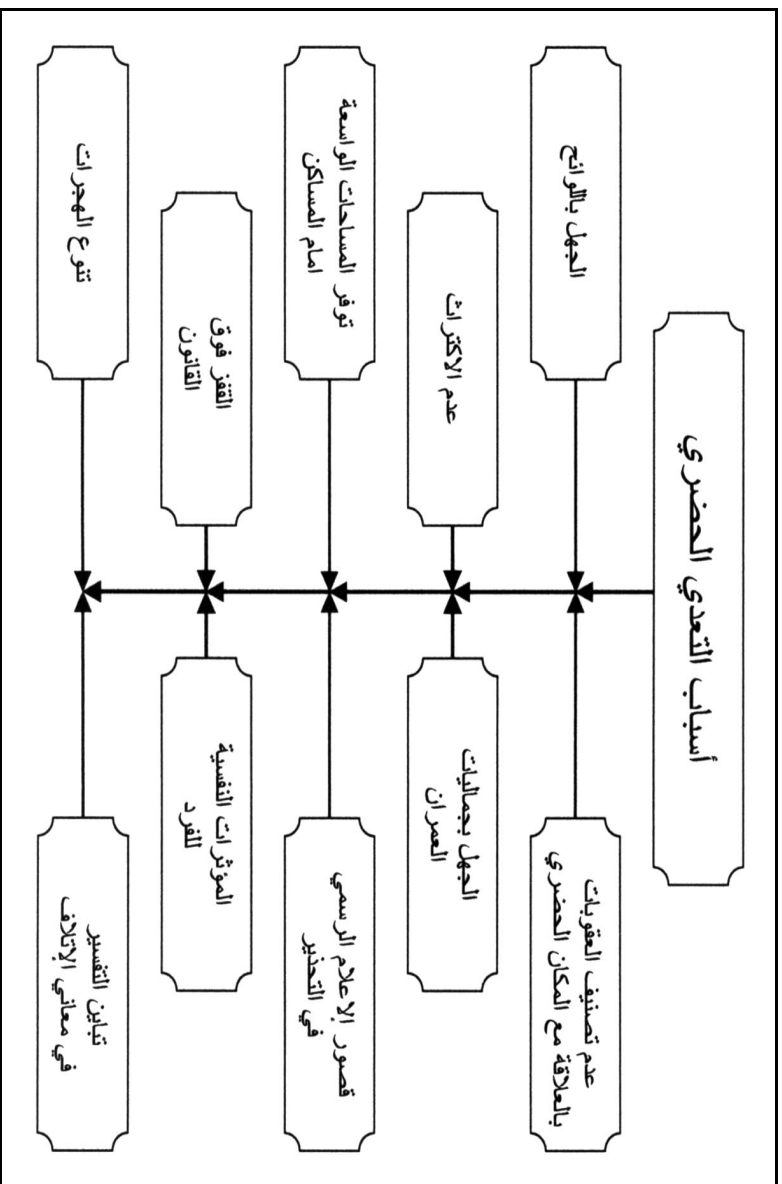 أسباب التعدي الحضري
عدم تصنيف العقوبات
بالعلاقة مع المكان الحضري
الجهل باللوائح
الجهل بجماليات
العمران
عدم الاكتراث
قصور الإعلام الرسمي
في التحذير
توفر المساحات الواسعة
امام المساكن
المؤثرات النفسية
للفرد
القفز فوق
القانون
تباين التفسير
في معاني الإتلاف
تنوع الهجرات